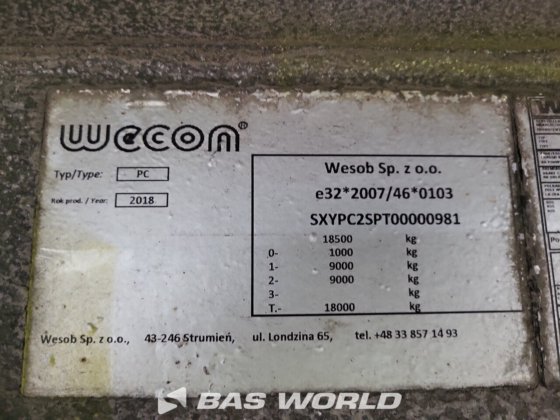 wecon®
Typ/Type: PC
Rok prod. / Year: 2018
Wesob Sp. z o.o.
e32*2007/46*0103
SXYPC2SPT00000981
18500 kg
0- 1000 kg
1- 9000 kg
2- 9000 kg
3- kg
T.- 18000 kg
Wesob Sp. z o.o., 43-246 Strumień, ul. Londzina 65, tel. +48 33 857 14 93
BAS WORLD